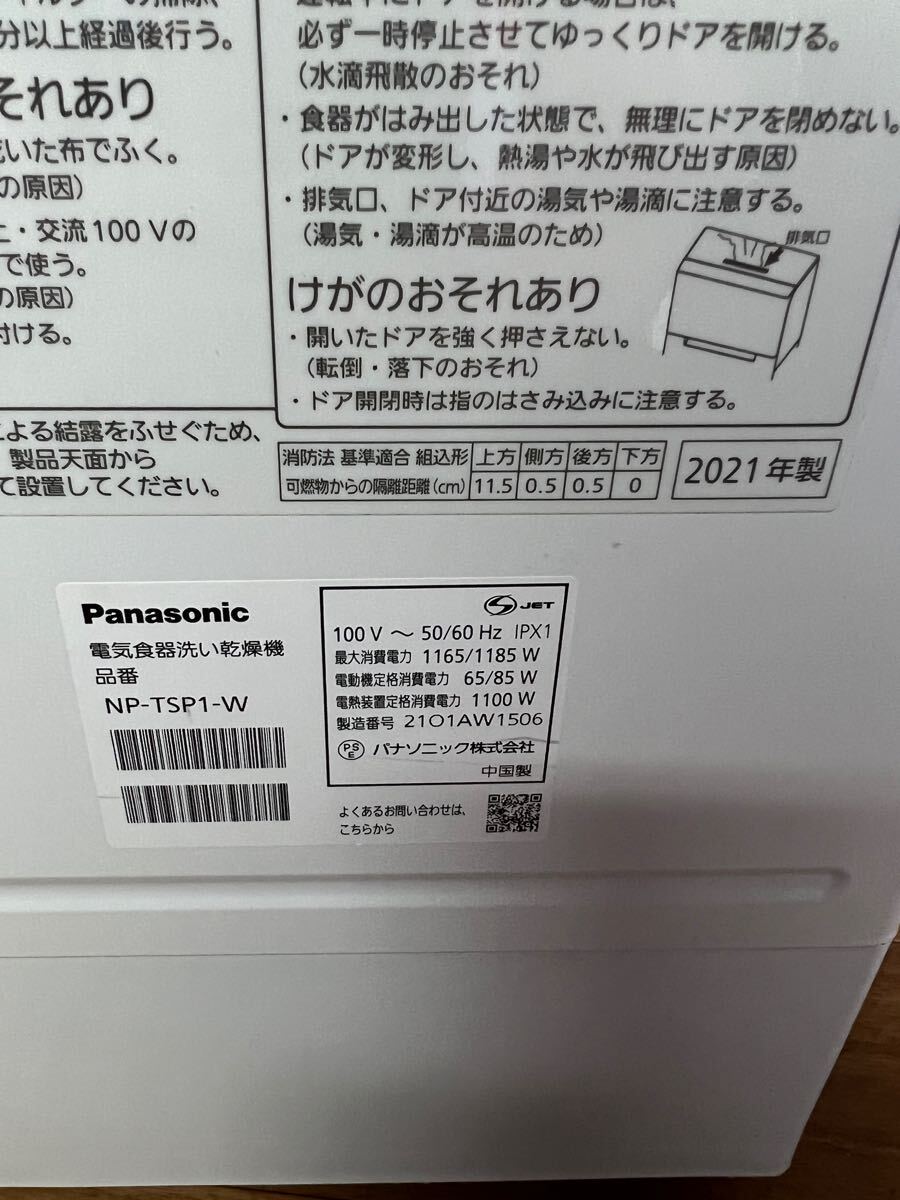 分以上経過後行う。
それあり
いた布でふく。
の原因)
・交流100 Vの
で使う。
の原因)
付ける。
よる結露をふせぐため、
製品天面から
て設置してください。
必ず一時停止させてゆっくりドアを開ける。
(水滴飛散のおそれ)
・食器がはみ出した状態で、無理にドアを閉めない。
(ドアが変形し、熱湯や水が飛び出す原因)
・排気口、ドア付近の湯気や湯滴に注意する。
(湯気・湯滴が高温のため)
排気口
けがのおそれあり
・開いたドアを強く押さえない。
(転倒・落下のおそれ)
・ドア開閉時は指のはさみ込みに注意する。
消防法 基準適合 組込形 上方 側方 後方 下方
可燃物からの隔離距離(cm) 11.5 0.5 0.5 0
2021年製
Panasonic
電気食器洗い乾燥機
品番
NP-TSP1-W
JET
100 V ～ 50/60 Hz IPX1
最大消費電力 1165/1185 W
電動機定格消費電力 65/85 W
電熱装置定格消費電力 1100 W
製造番号 2101AW1506
PSE パナソニック株式会社
中国製
よくあるお問い合わせは、
こちらから